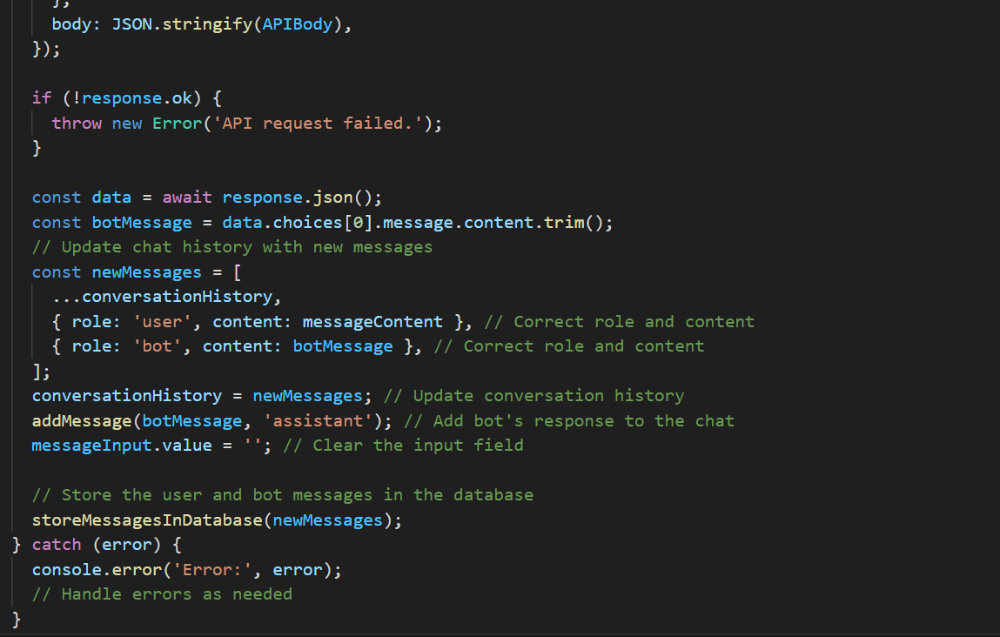 };
body: JSON.stringify(APIBody),
});
if (!response.ok) {
throw new Error('API request failed.');
}
const data = await response.json();
const botMessage = data.choices[0].message.content.trim();
// Update chat history with new messages
const newMessages = [
...conversationHistory,
{ role: 'user', content: messageContent }, // Correct role and content
{ role: 'bot', content: botMessage }, // Correct role and content
];
conversationHistory = newMessages; // Update conversation history
addMessage(botMessage, 'assistant'); // Add bot's response to the chat
messageInput.value = ''; // Clear the input field
// Store the user and bot messages in the database
storeMessagesInDatabase(newMessages);
} catch (error) {
console.error('Error:', error);
// Handle errors as needed
}